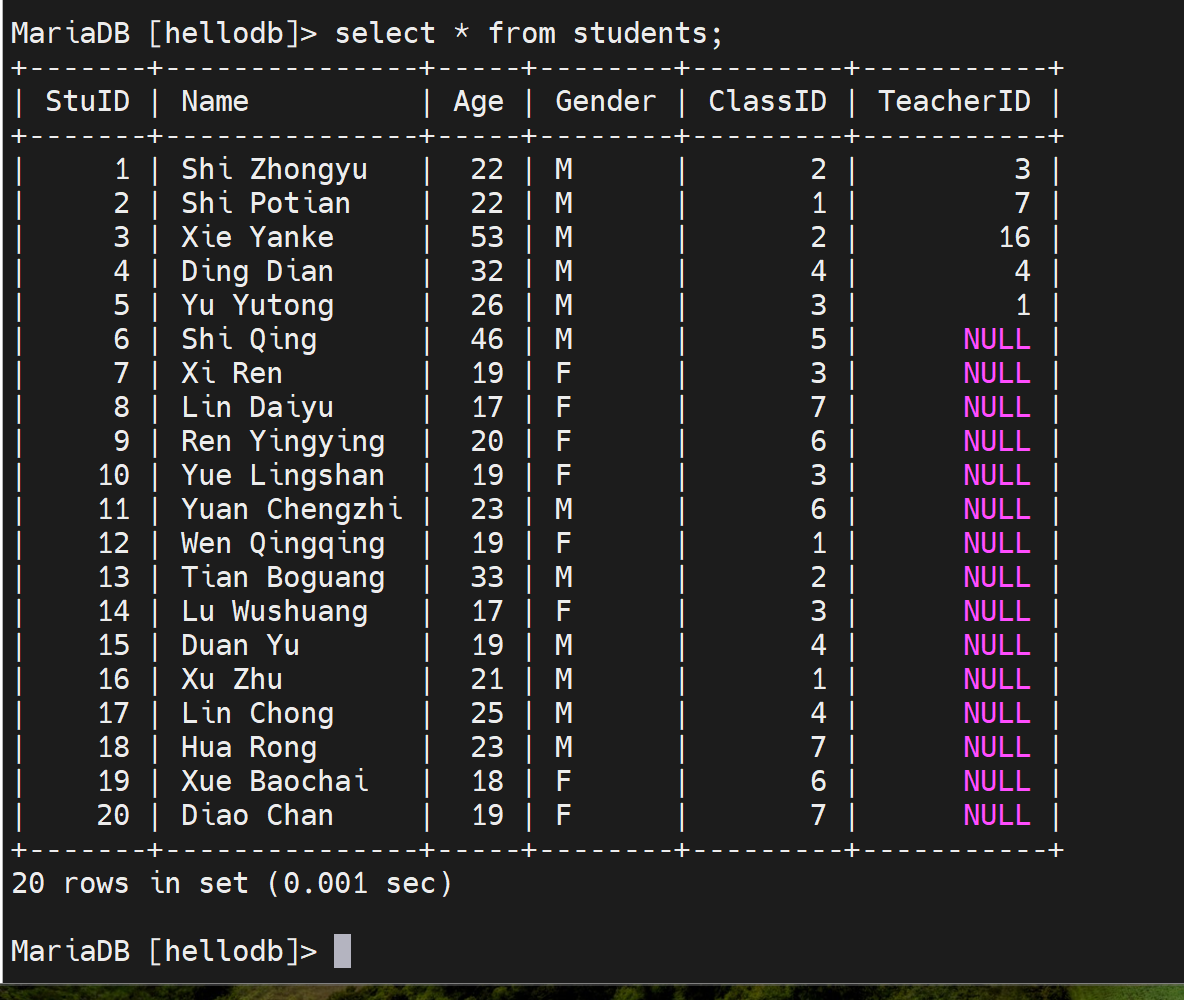 MariaDB [hellodb]> select * from students;
+-------+---------------+-----+--------+---------+-----------+
| StuID | Name          | Age | Gender | ClassID | TeacherID |
+-------+---------------+-----+--------+---------+-----------+
|     1 | Shi Zhongyu   |  22 | M      |       2 |         3 |
|     2 | Shi Potian    |  22 | M      |       1 |         7 |
|     3 | Xie Yanke     |  53 | M      |       2 |        16 |
|     4 | Ding Dian     |  32 | M      |       4 |         4 |
|     5 | Yu Yutong     |  26 | M      |       3 |         1 |
|     6 | Shi Qing      |  46 | M      |       5 |      NULL |
|     7 | Xi Ren        |  19 | F      |       3 |      NULL |
|     8 | Lin Daiyu     |  17 | F      |       7 |      NULL |
|     9 | Ren Yingying  |  20 | F      |       6 |      NULL |
|    10 | Yue Lingshan  |  19 | F      |       3 |      NULL |
|    11 | Yuan Chengzhi |  23 | M      |       6 |      NULL |
|    12 | Wen Qingqing  |  19 | F      |       1 |      NULL |
|    13 | Tian Boguang  |  33 | M      |       2 |      NULL |
|    14 | Lu Wushuang   |  17 | F      |       3 |      NULL |
|    15 | Duan Yu       |  19 | M      |       4 |      NULL |
|    16 | Xu Zhu        |  21 | M      |       1 |      NULL |
|    17 | Lin Chong     |  25 | M      |       4 |      NULL |
|    18 | Hua Rong      |  23 | M      |       7 |      NULL |
|    19 | Xue Baochai   |  18 | F      |       6 |      NULL |
|    20 | Diao Chan     |  19 | F      |       7 |      NULL |
+-------+---------------+-----+--------+---------+-----------+
20 rows in set (0.001 sec)
MariaDB [hellodb]>